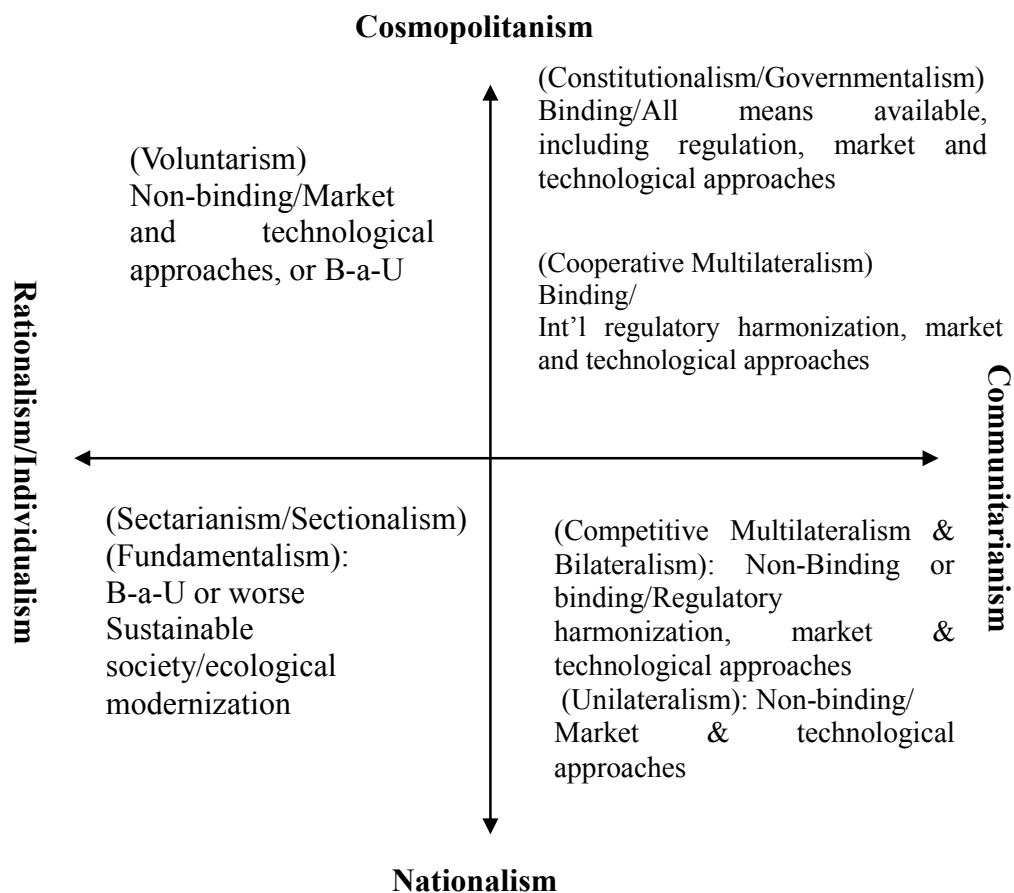 Cosmopolitanism
(Voluntarism)
Non-binding/Market
and technological
approaches, or B-a-U
(Constitutionalism/Governmentalism)
Binding/All means available,
including regulation, market and
technological approaches
(Cooperative Multilateralism)
Binding/
Int'l regulatory harmonization, market
and technological approaches
Rationalism/Individualism
Communitarianism
(Sectarianism/Sectionalism)
(Fundamentalism):
B-a-U or worse
Sustainable
society/ecological
modernization
(Competitive Multilateralism &
Bilateralism): Non-Binding or
binding/Regulatory
harmonization, market &
technological approaches
(Unilateralism): Non-binding/
Market & technological
approaches
Nationalism